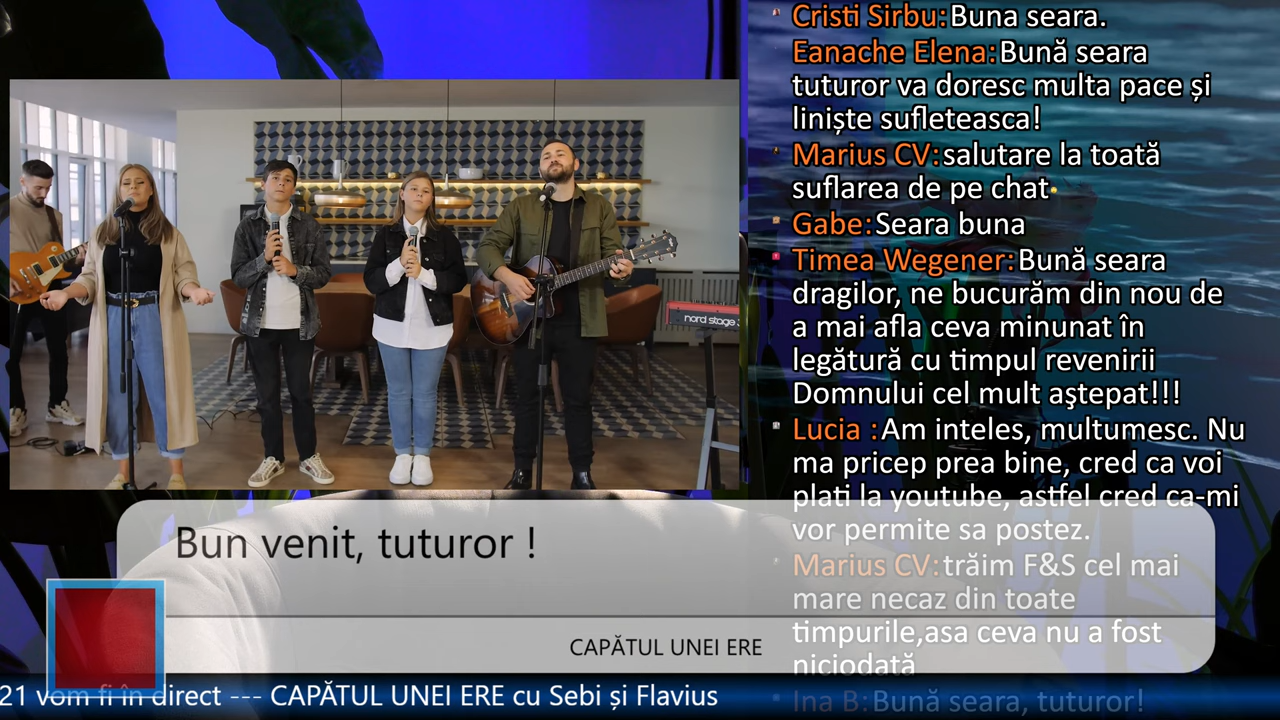 Cristi Sirbu:Buna seara.
Eanache Elena:Bună seara
tuturor va doresc multa pace și
liniște sufleteasca!
Marius CV:salutare la toată
suflarea de pe chat
Gabe:Seara buna
Timea Wegener:Bună seara
dragilor, ne bucurăm din nou de
a mai afla ceva minunat în
legătură cu timpul revenirii
Domnului cel mult aştepat!!!
Lucia :Am inteles, multumesc. Nu
ma pricep prea bine, cred ca voi
plati la youtube, astfel cred ca-mi
vor permite sa postez.
Marius CV:trăim F&S cel mai
mare necaz din toate
timpurile,asa ceva nu a fost
niciodată
Ina B:Bună seara, tuturor!
nord stage 3
Bun venit, tuturor !
CAPĂTUL UNEI ERE
21 vom fi în direct --- CAPĂTUL UNEI ERE cu Sebi și Flavius